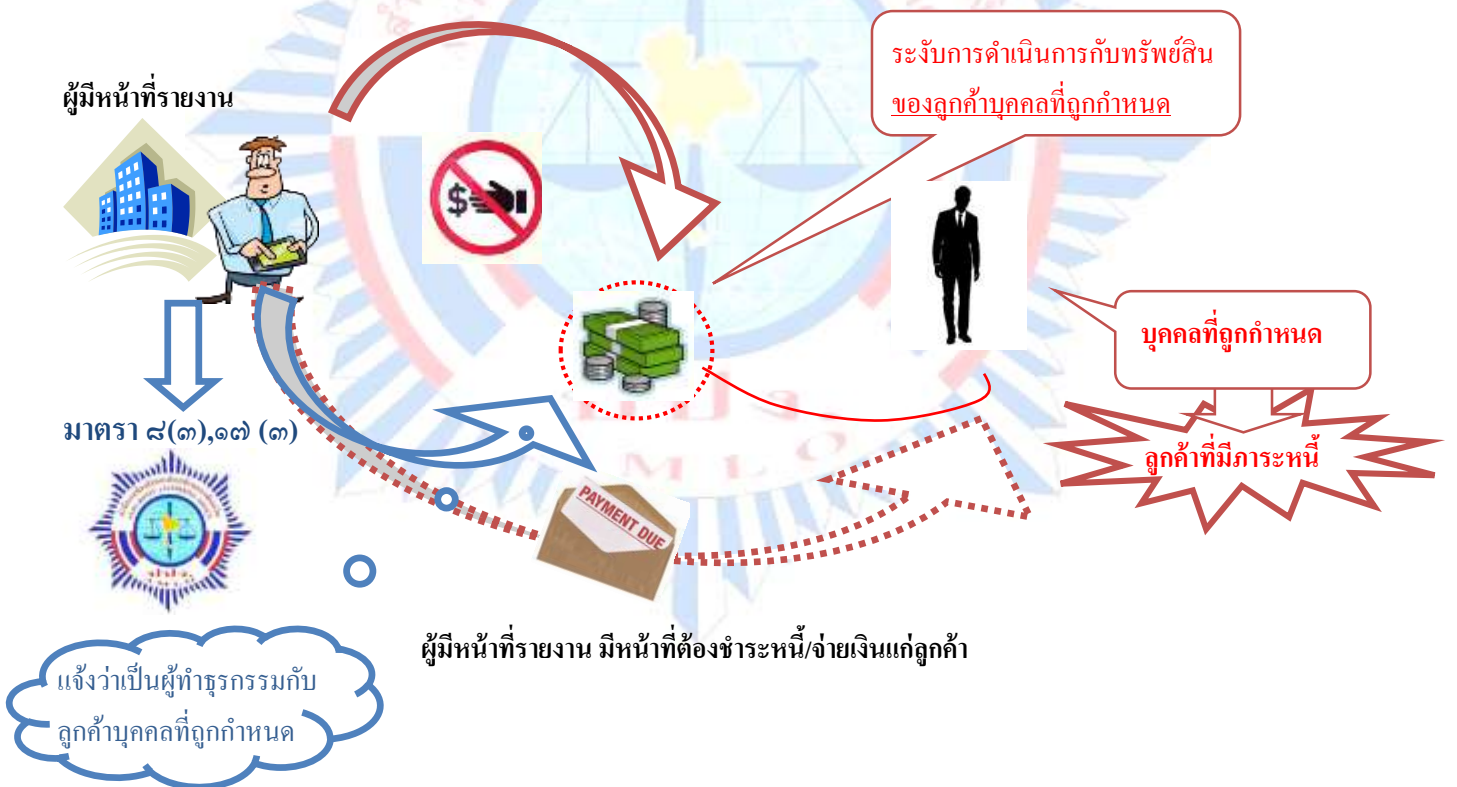 ระงับการดำเนินการกับทรัพย์สิน
ของลูกค้าบุคคลที่ถูกกำหนด
ผู้มีหน้าที่รายงาน
$
บุคคลที่ถูกกำหนด
มาตรา ๘(๓),๑๗ (๓)
ลูกค้าที่มีภาระหนี้
ป ป ง.
A M L O
PAYMENT DUE
ผู้มีหน้าที่รายงาน มีหน้าที่ต้องชำระหนี้/จ่ายเงินแก่ลูกค้า
แจ้งว่าเป็นผู้ทำธุรกรรมกับ
ลูกค้าบุคคลที่ถูกกำหนด